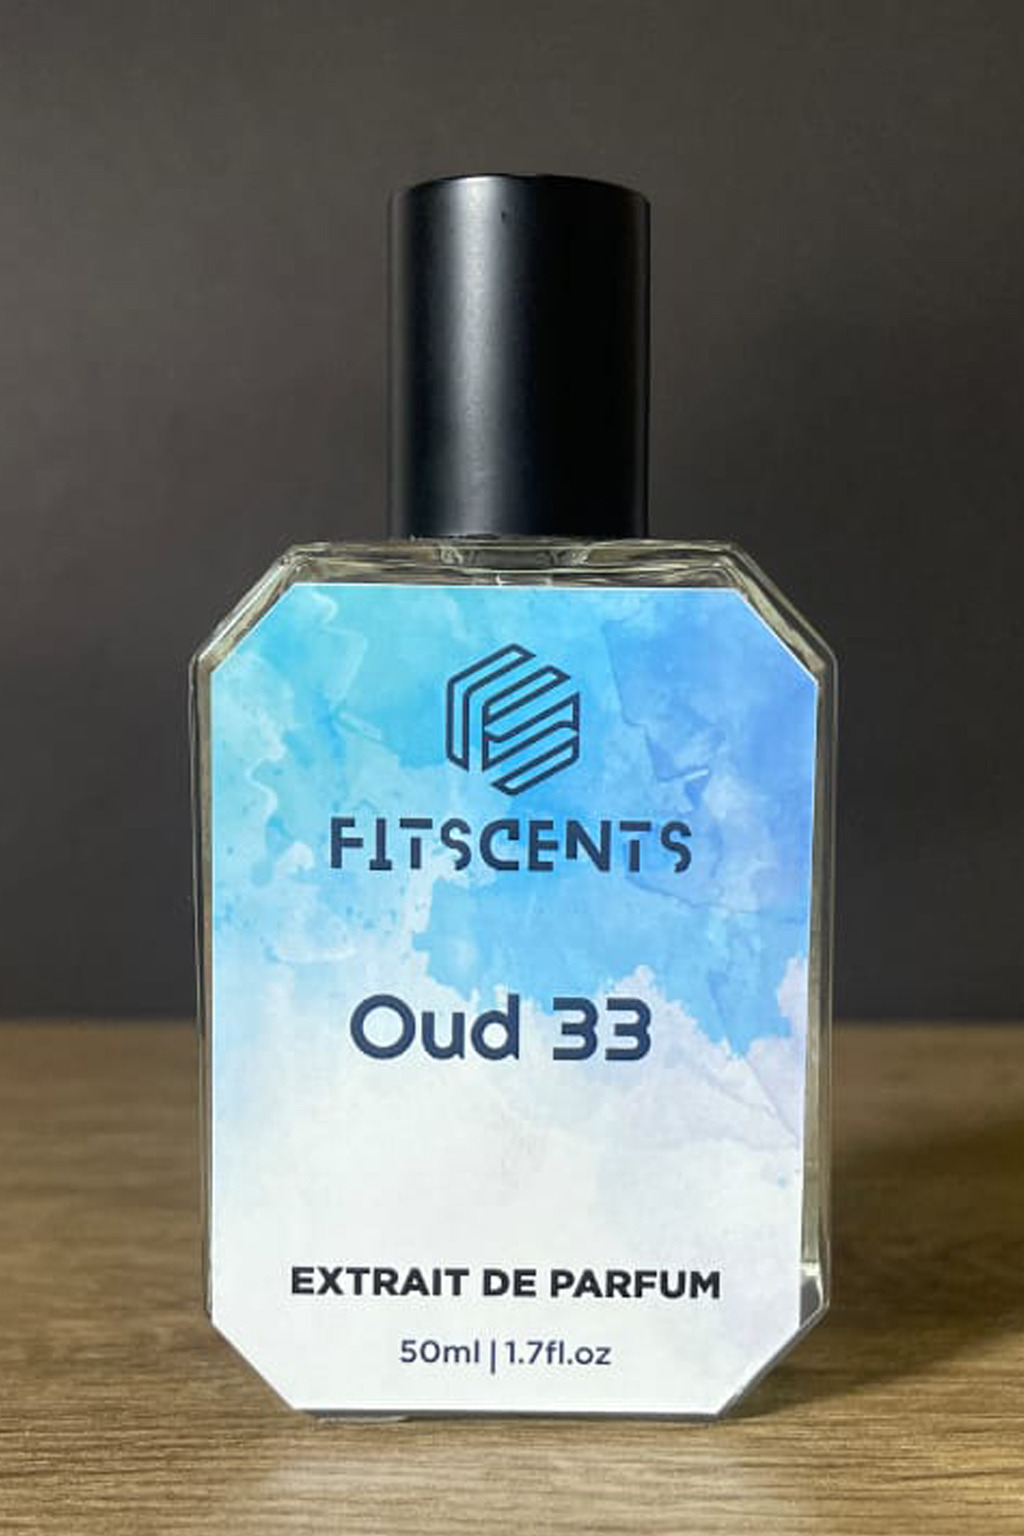 FITSCENTS
Oud 33
EXTRAIT DE PARFUM
50ml | 1.7fl.oz